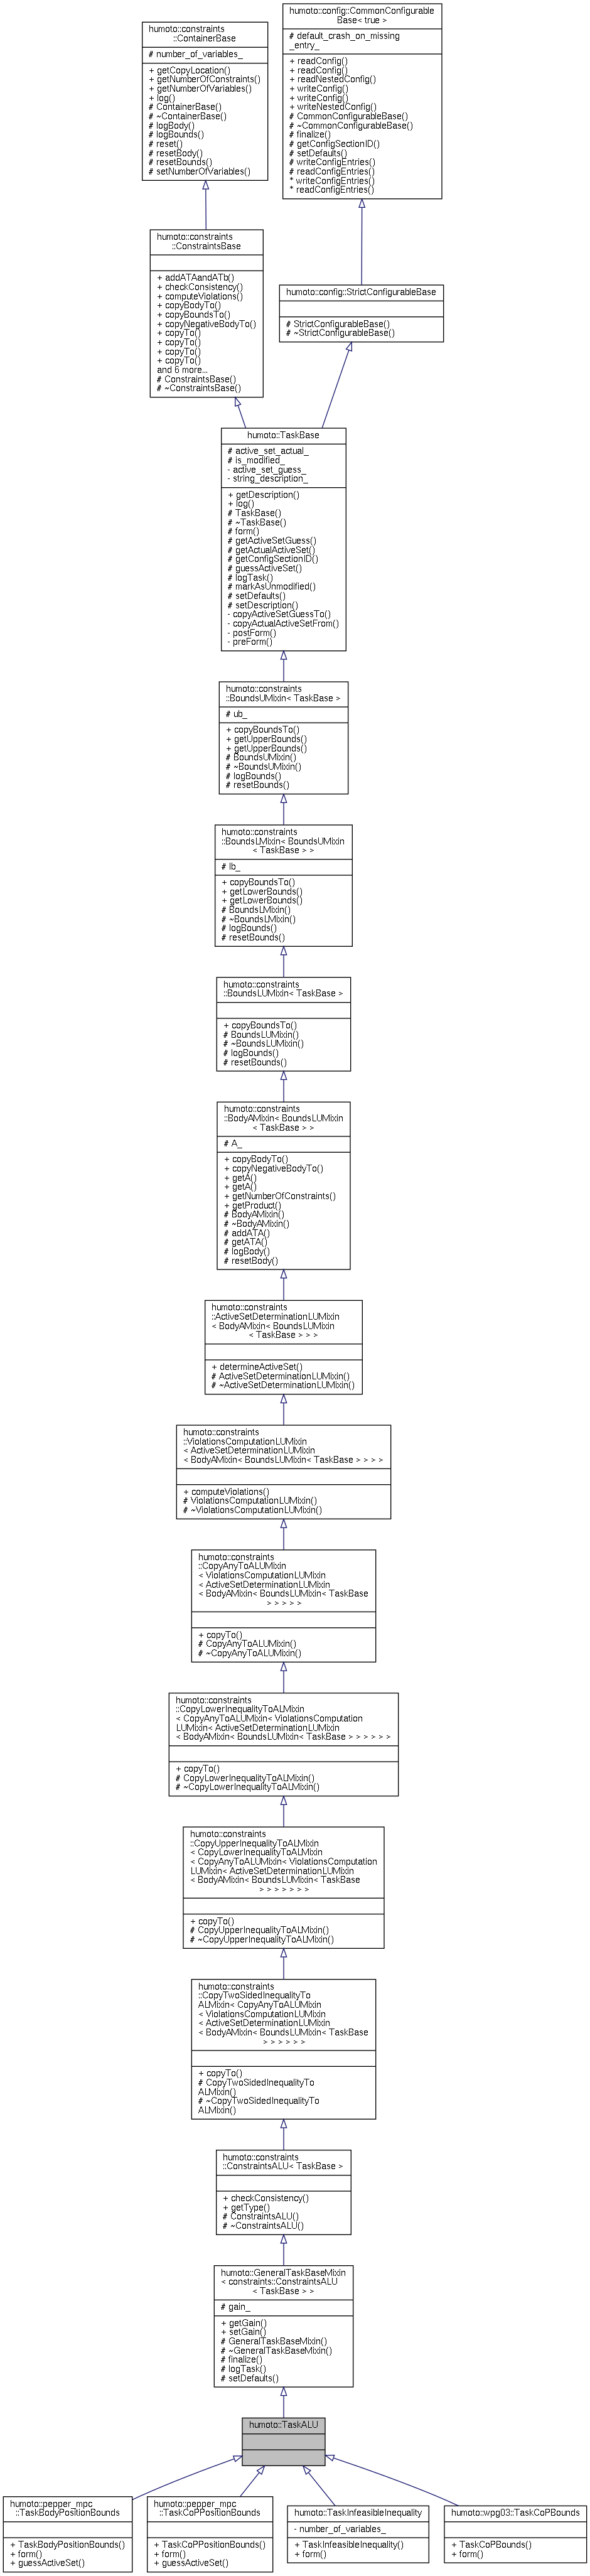 humoto::constraints
::ContainerBase
# number_of_variables_
+ getCopyLocation()
+ getNumberOfConstraints()
+ getNumberOfVariables()
+ log()
# ContainerBase()
# ~ContainerBase()
# logBody()
# logBounds()
# reset()
# resetBody()
# resetBounds()
# setNumberOfVariables()
humoto::config::CommonConfigurable
Base< true >
# default_crash_on_missing
_entry_
+ readConfig()
+ readConfig()
+ readNestedConfig()
+ writeConfig()
+ writeConfig()
+ writeNestedConfig()
# CommonConfigurableBase()
# ~CommonConfigurableBase()
# finalize()
# getConfigSectionID()
# setDefaults()
# writeConfigEntries()
# readConfigEntries()
* writeConfigEntries()
* readConfigEntries()
humoto::constraints
::ConstraintsBase
+ addATAandATb()
+ checkConsistency()
+ computeViolations()
+ copyBodyTo()
+ copyBoundsTo()
+ copyNegativeBodyTo()
+ copyTo()
+ copyTo()
+ copyTo()
+ copyTo()
and 6 more...
# ConstraintsBase()
# ~ConstraintsBase()
humoto::config::StrictConfigurableBase
# StrictConfigurableBase()
# ~StrictConfigurableBase()
humoto::TaskBase
# active_set_actual_
# is_modified_
- active_set_guess_
- string_description_
+ getDescription()
+ log()
# TaskBase()
# ~TaskBase()
# form()
# getActiveSetGuess()
# getActualActiveSet()
# getConfigSectionID()
# guessActiveSet()
# logTask()
# markAsUnmodified()
# setDefaults()
# setDescription()
- copyActiveSetGuessTo()
- copyActualActiveSetFrom()
- postForm()
- preForm()
humoto::constraints
::BoundsUMixin< TaskBase >
# ub_
+ copyBoundsTo()
+ getUpperBounds()
+ getUpperBounds()
# BoundsUMixin()
# ~BoundsUMixin()
# logBounds()
# resetBounds()
humoto::constraints
::BoundsLMixin< BoundsUMixin
< TaskBase > >
# lb_
+ copyBoundsTo()
+ getLowerBounds()
+ getLowerBounds()
# BoundsLMixin()
# ~BoundsLMixin()
# logBounds()
# resetBounds()
humoto::constraints
::BoundsLUMixin< TaskBase >
+ copyBoundsTo()
# BoundsLUMixin()
# ~BoundsLUMixin()
# logBounds()
# resetBounds()
humoto::constraints
::BodyAMixin< BoundsLUMixin
< TaskBase > >
# A_
+ copyBodyTo()
+ copyNegativeBodyTo()
+ getA()
+ getA()
+ getNumberOfConstraints()
+ getProduct()
# BodyAMixin()
# ~BodyAMixin()
# addATA()
# getATA()
# logBody()
# resetBody()
humoto::constraints
::ActiveSetDeterminationLUMixin
< BodyAMixin< BoundsLUMixin
< TaskBase > > >
+ determineActiveSet()
# ActiveSetDeterminationLUMixin()
# ~ActiveSetDeterminationLUMixin()
humoto::constraints
::ViolationsComputationLUMixin
< ActiveSetDeterminationLUMixin
< BodyAMixin< BoundsLUMixin< TaskBase > > > >
+ computeViolations()
# ViolationsComputationLUMixin()
# ~ViolationsComputationLUMixin()
humoto::constraints
::CopyAnyToALUMixin
< ViolationsComputationLUMixin
< ActiveSetDeterminationLUMixin
< BodyAMixin< BoundsLUMixin< TaskBase
> > > > >
+ copyTo()
# CopyAnyToALUMixin()
# ~CopyAnyToALUMixin()
humoto::constraints
::CopyLowerInequalityToALMixin
< CopyAnyToALUMixin< ViolationsComputation
LUMixin< ActiveSetDeterminationLUMixin
< BodyAMixin< BoundsLUMixin< TaskBase > > > > > >
+ copyTo()
# CopyLowerInequalityToALMixin()
# ~CopyLowerInequalityToALMixin()
humoto::constraints
::CopyUpperInequalityToALMixin
< CopyLowerInequalityToALMixin
< CopyAnyToALUMixin< ViolationsComputation
LUMixin< ActiveSetDeterminationLUMixin
< BodyAMixin< BoundsLUMixin< TaskBase
> > > > > > >
+ copyTo()
# CopyUpperInequalityToALMixin()
# ~CopyUpperInequalityToALMixin()
humoto::constraints
::CopyTwoSidedInequalityTo
ALMixin< CopyAnyToALUMixin
< ViolationsComputationLUMixin
< ActiveSetDeterminationLUMixin
< BodyAMixin< BoundsLUMixin< TaskBase
> > > > > >
+ copyTo()
# CopyTwoSidedInequalityTo
ALMixin()
# ~CopyTwoSidedInequalityTo
ALMixin()
humoto::constraints
::ConstraintsALU< TaskBase >
+ checkConsistency()
+ getType()
# ConstraintsALU()
# ~ConstraintsALU()
humoto::GeneralTaskBaseMixin
< constraints::ConstraintsALU
< TaskBase > >
# gain_
+ getGain()
+ setGain()
# GeneralTaskBaseMixin()
# ~GeneralTaskBaseMixin()
# finalize()
# logTask()
# setDefaults()
humoto::TaskALU
humoto::pepper_mpc
::TaskBodyPositionBounds
+ TaskBodyPositionBounds()
+ form()
+ guessActiveSet()
humoto::pepper_mpc
::TaskCoPPositionBounds
+ TaskCoPPositionBounds()
+ form()
+ guessActiveSet()
humoto::TaskInfeasibleInequality
- number_of_variables_
+ TaskInfeasibleInequality()
+ form()
humoto::wpg03::TaskCoPBounds
+ TaskCoPBounds()
+ form()